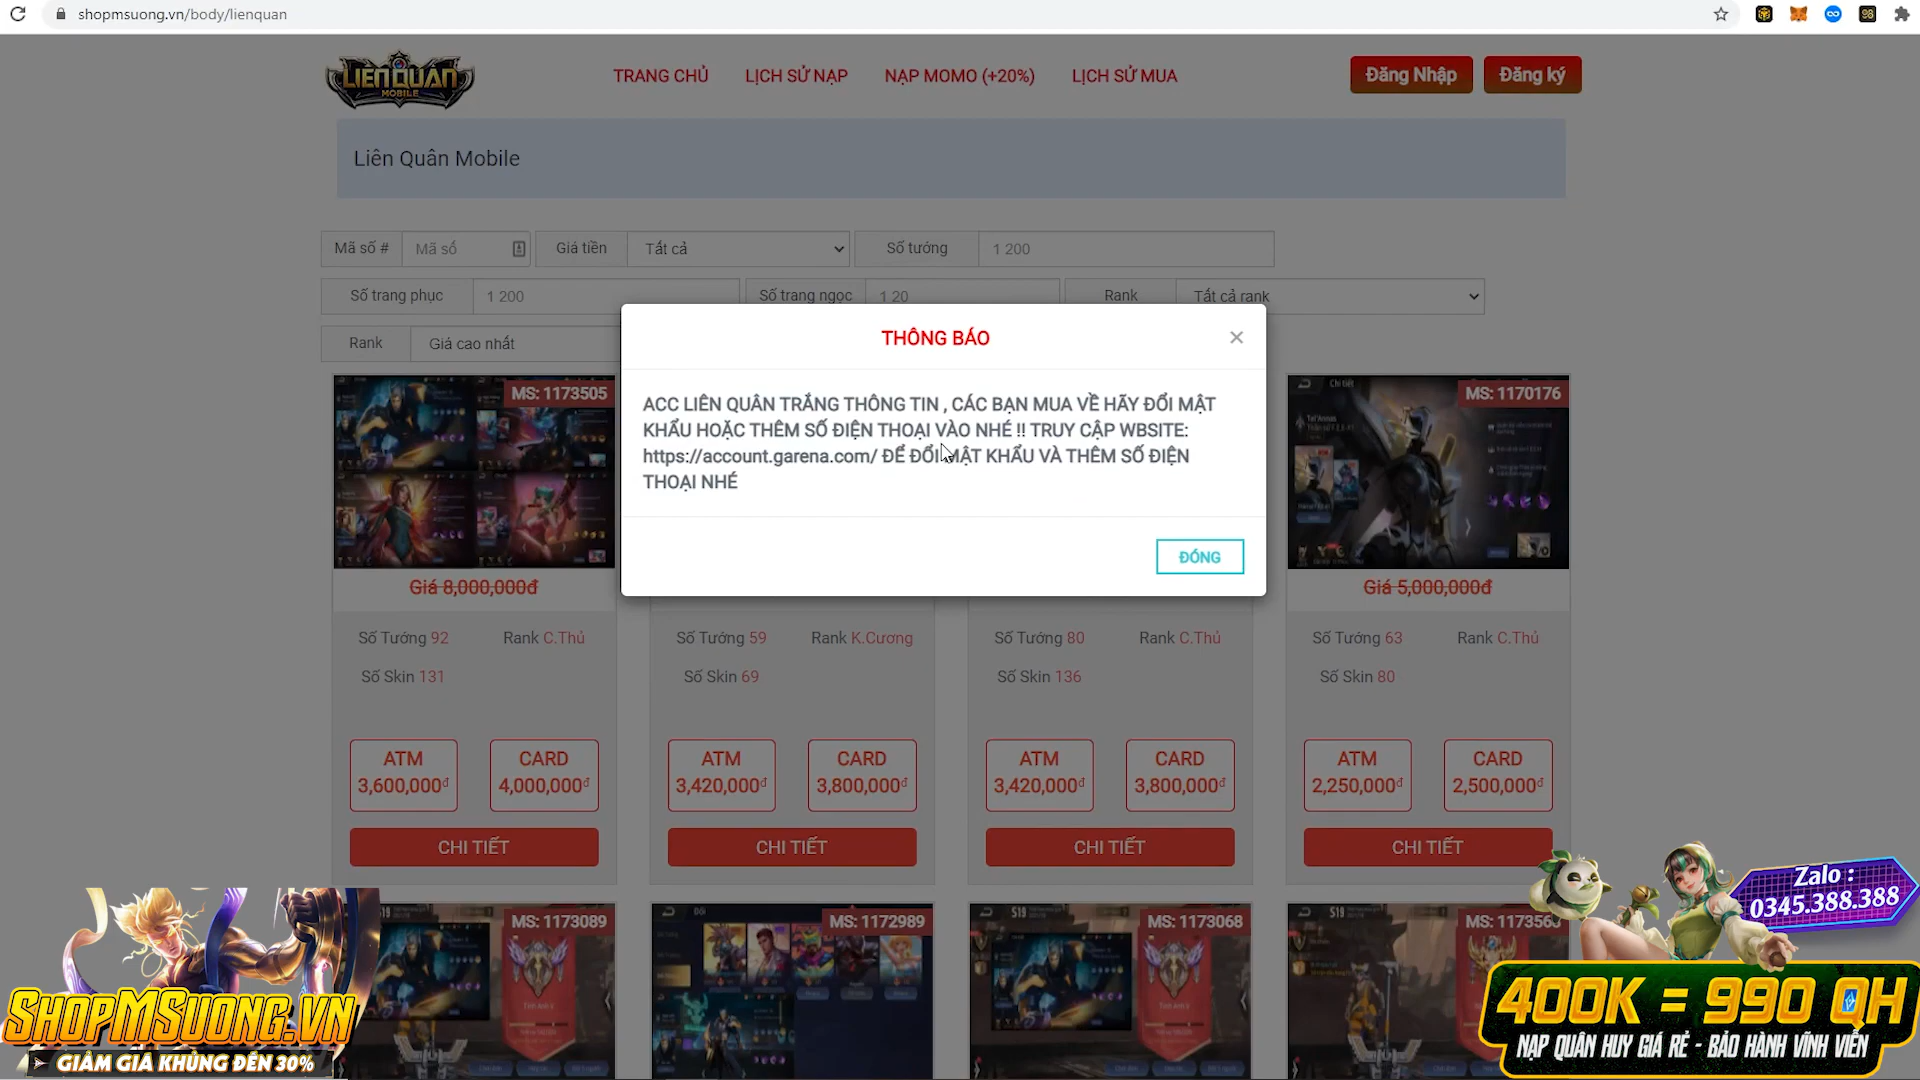 shopmsuong.vn/body/lienquan
LIÊN QUÂN
MOBILE
TRANG CHỦ
LỊCH SỬ NẠP
NẠP MOMO (+20%)
LỊCH SỬ MUA
Đăng Nhập
Đăng ký
Liên Quân Mobile
Mã số #
Mã số
Giá tiền
Tất cả
Số tướng
1 200
Số trang phục
1 200
Số trang ngọc
1 20
Rank
Tất cả rank
Rank
Giá cao nhất
THÔNG BÁO
ACC LIÊN QUÂN TRẮNG THÔNG TIN , CÁC BẠN MUA VỀ HÃY ĐỔI MẬT
KHẨU HOẶC THÊM SỐ ĐIỆN THOẠI VÀO NHÉ !! TRUY CẬP WBSITE:
https://account.garena.com/ ĐỂ ĐỔI MẬT KHẨU VÀ THÊM SỐ ĐIỆN
THOẠI NHÉ
ĐÓNG
MS: 1173505
MS: 1170176
Giá 8,000,000đ
Giá 5,000,000đ
Số Tướng 92
Rank C.Thủ
Số Skin 131
Số Tướng 59
Rank K.Cương
Số Skin 69
Số Tướng 80
Rank C.Thủ
Số Skin 136
Số Tướng 63
Rank C.Thủ
Số Skin 80
ATM
3,600,000đ
CARD
4,000,000đ
ATM
3,420,000đ
CARD
3,800,000đ
ATM
3,420,000đ
CARD
3,800,000đ
ATM
2,250,000đ
CARD
2,500,000đ
CHI TIẾT
CHI TIẾT
CHI TIẾT
CHI TIẾT
MS: 1173089
MS: 1172989
MS: 1173068
SHOPMSUONG.VN
GIẢM GIÁ KHỦNG ĐẾN 30%
Zalo :
0345.388.388
400K = 990 QH
NẠP QUÂN HUY GIÁ RẺ - BẢO HÀNH VĨNH VIỄN